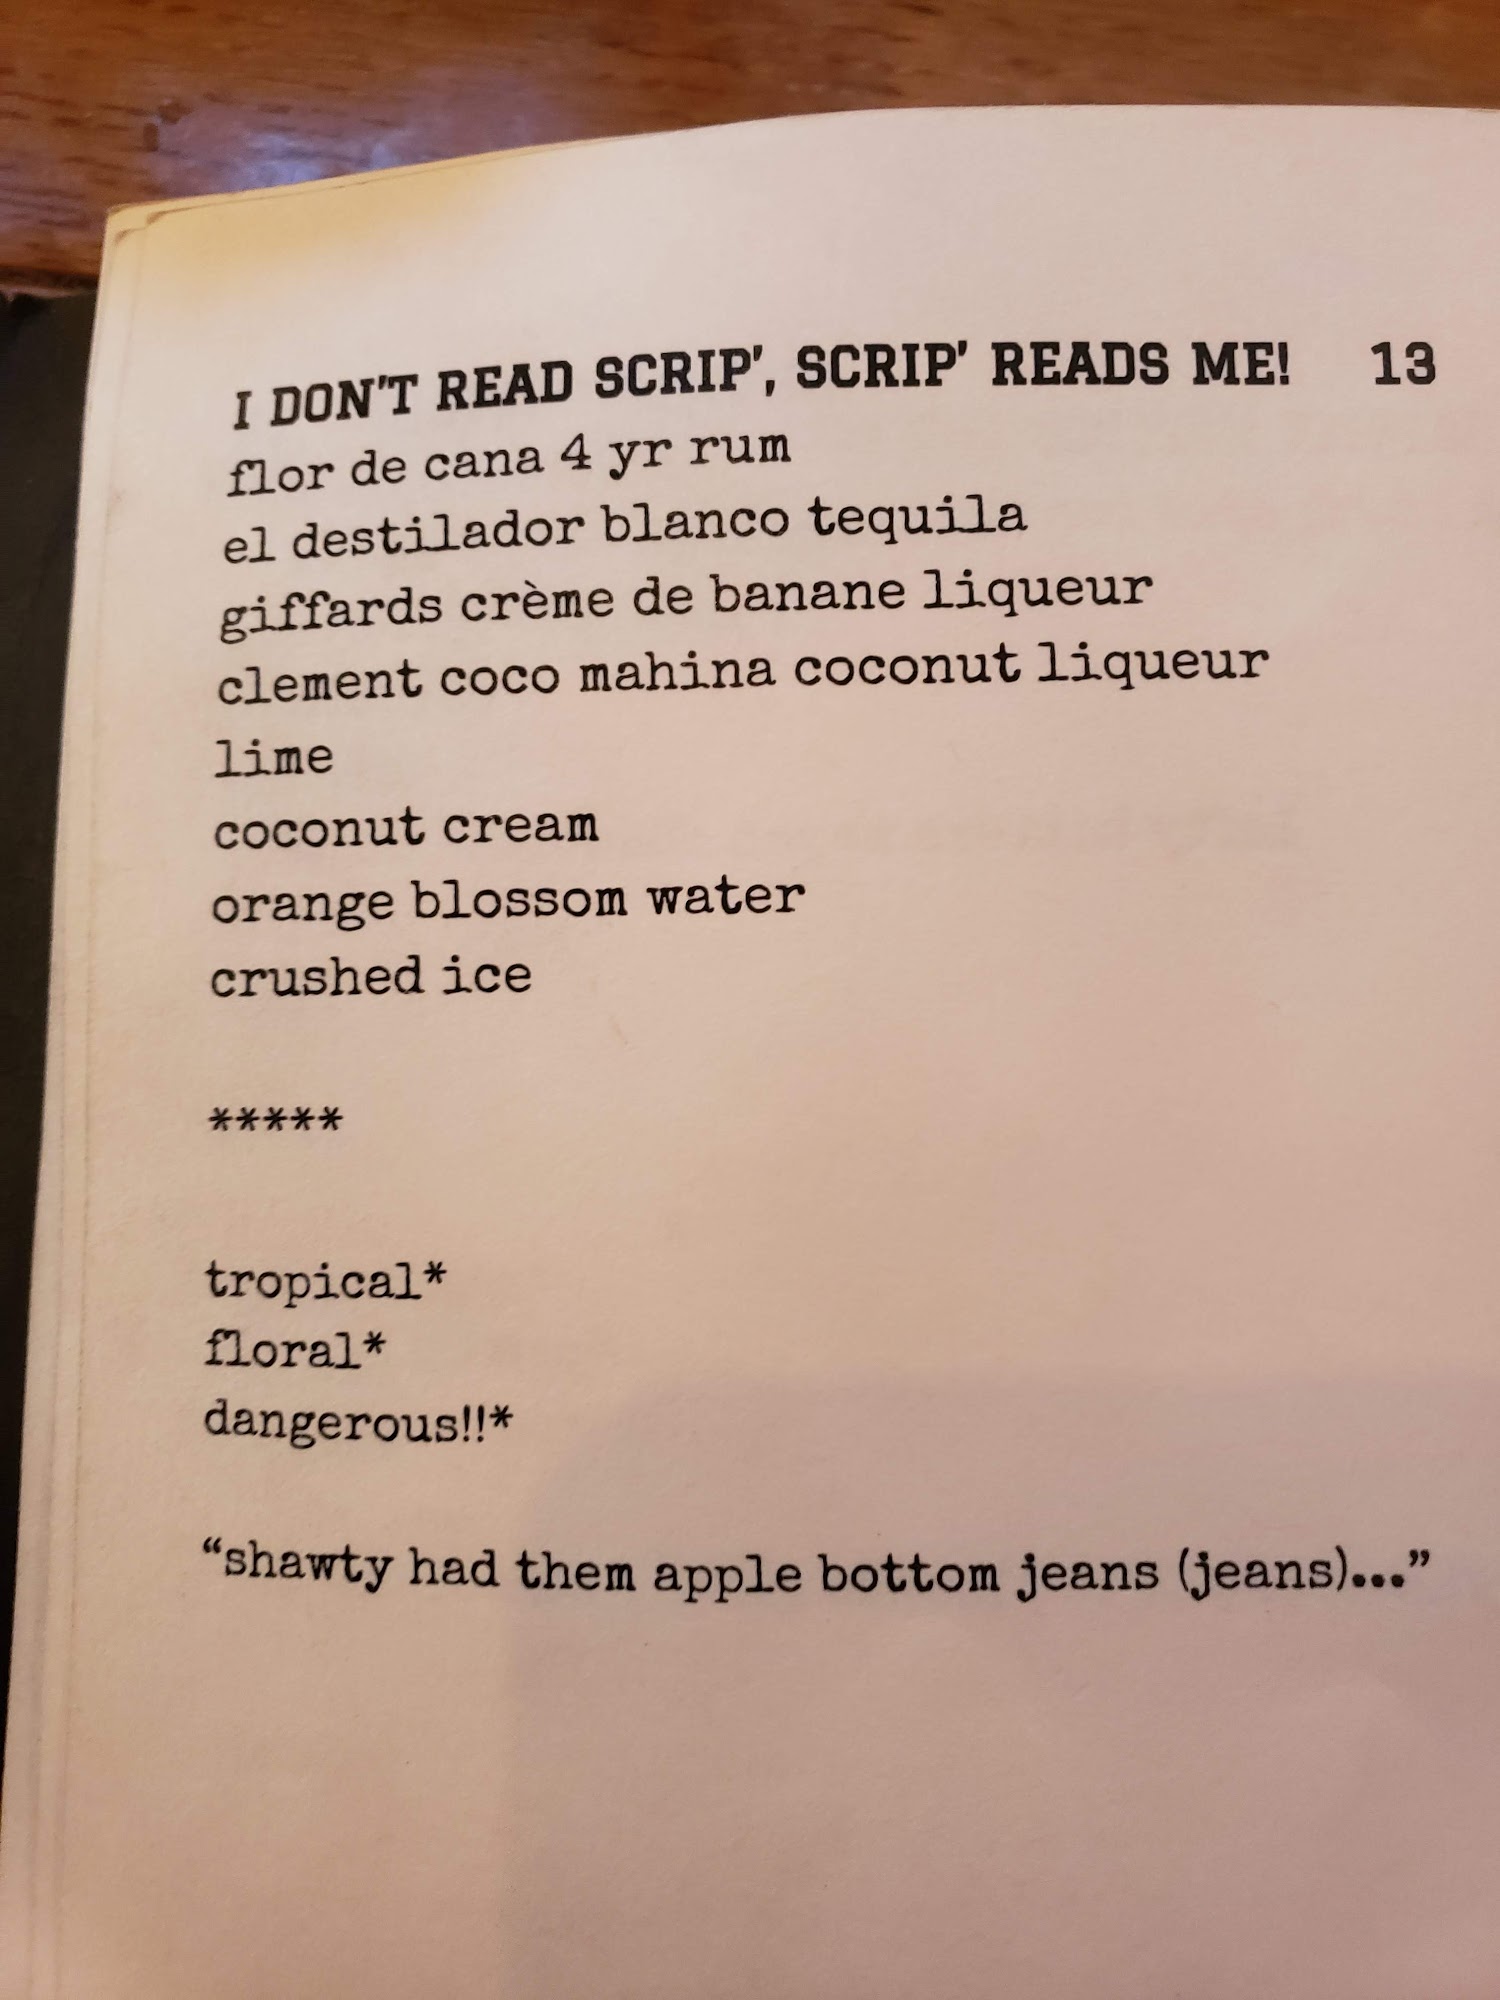 I DON'T READ SCRIP', SCRIP' READS ME! 13
flor de cana 4 yr rum
el destilador blanco tequila
giffards crème de banane liqueur
clement coco mahina coconut liqueur
lime
coconut cream
orange blossom water
crushed ice
*****
tropical*
floral*
dangerous!!*
“shawty had them apple bottom jeans (jeans)...”